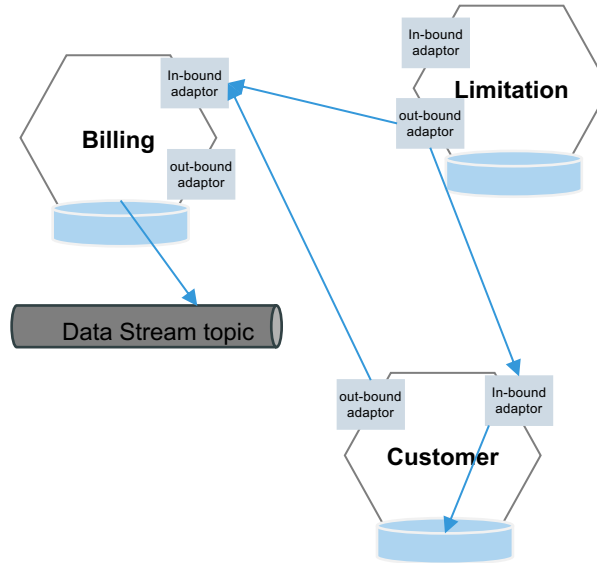 In-bound
adaptor
Billing
out-bound
adaptor
In-bound
adaptor
Limitation
out-bound
adaptor
Data Stream topic
out-bound
adaptor
In-bound
adaptor
Customer